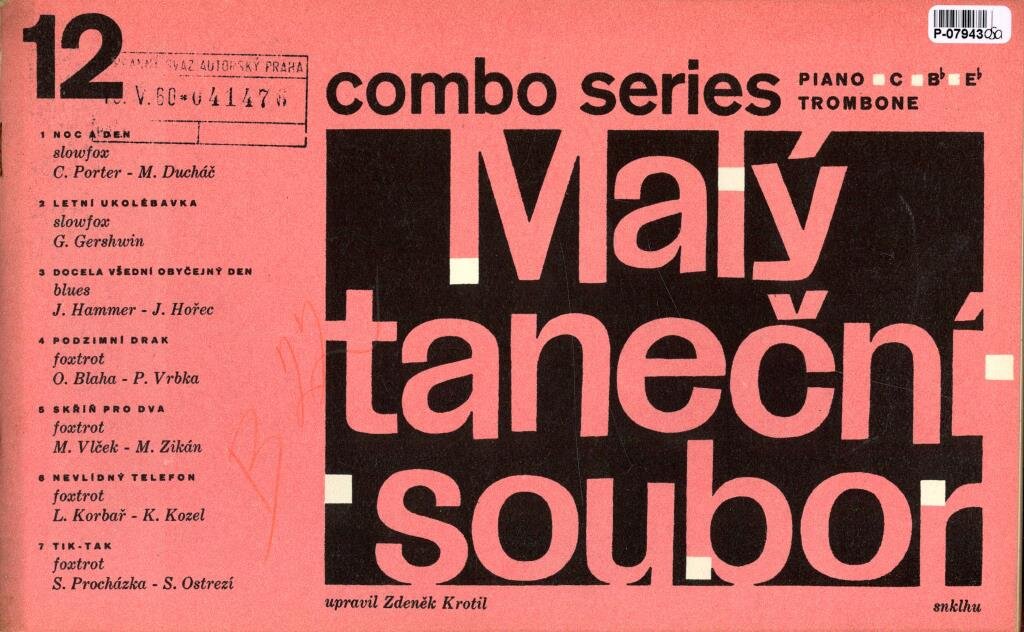 12
SVAZ AUTORSKÝ PRAHA
V. 60*041476
P-07943
combo series
PIANO C B♭ E♭
TROMBONE
1 NOC A DEN
slowfox
C. Porter - M. Ducháč
2 LETNÍ UKOLÉBAVKA
slowfox
G. Gershwin
3 DOCELA VŠEDNÍ OBYČEJNÝ DEN
blues
J. Hammer - J. Hořec
4 PODZIMNÍ DRAK
foxtrot
O. Blaha - P. Vrbka
5 SKŘÍŇ PRO DVA
foxtrot
M. Vlček - M. Zikán
6 NEVLÍDNÝ TELEFON
foxtrot
L. Korbař - K. Kozel
7 TIK-TAK
foxtrot
S. Procházka - S. Ostrezí
Malý
taneční
soubor
upravil Zdeněk Krotil
snklhu